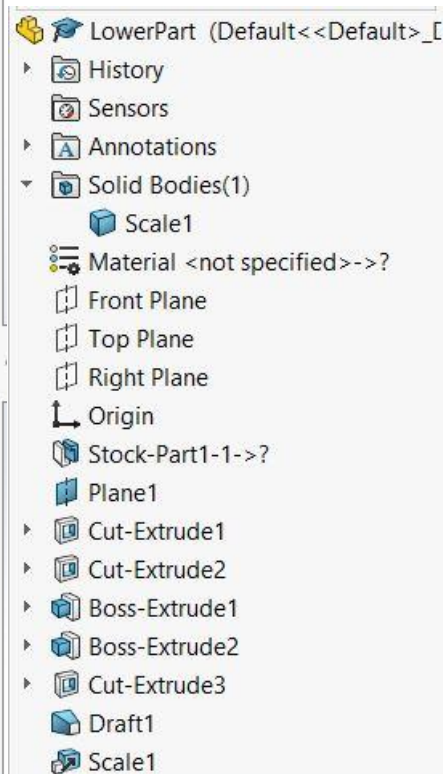 LowerPart (Default<<Default>_D
History
Sensors
Annotations
Solid Bodies(1)
Scale1
Material <not specified>->?
Front Plane
Top Plane
Right Plane
Origin
Stock-Part1-1->?
Plane1
Cut-Extrude1
Cut-Extrude2
Boss-Extrude1
Boss-Extrude2
Cut-Extrude3
Draft1
Scale1